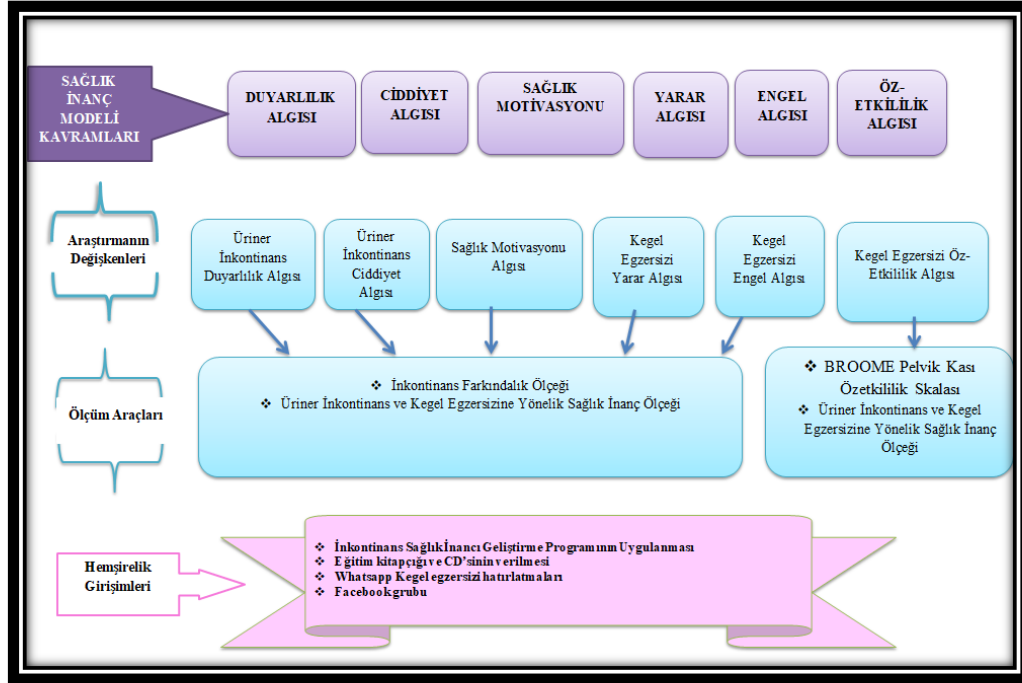 SAĞLIK
İNANÇ
MODELİ
KAVRAMLARI
DUYARLILIK
ALGISI
CİDDİYET
ALGISI
SAĞLIK
MOTİVASYONU
YARAR
ALGISI
ENGEL
ALGISI
ÖZ-
ETKİLİLİK
ALGISI
Araştırmanın
Değişkenleri
Üriner
İnkontinans
Duyarlılık Algısı
Üriner
İnkontinans
Ciddiyet
Algısı
Sağlık Motivasyonu
Algısı
Kegel
Egzersizi
Yarar Algısı
Kegel
Egzersizi
Engel Algısı
Kegel Egzersizi Öz-
Etkililik Algısı
Ölçüm Araçları
❖ İnkontinans Farkındalık Ölçeği
❖ Üriner İnkontinans ve Kegel Egzersizine Yönelik Sağlık İnanç Ölçeği
❖ BROOME Pelvik Kası
Özetkililik Skalası
❖ Üriner İnkontinans ve Kegel
Egzersizine Yönelik Sağlık İnanç
Ölçeği
Hemşirelik
Girişimleri
❖ İnkontinans Sağlık İnancı Geliştirme Programının Uygulanması
❖ Eğitim kitapçığı ve CD'sinin verilmesi
❖ Whatsapp Kegel egzersizi hatırlatmaları
❖ Facebook grubu